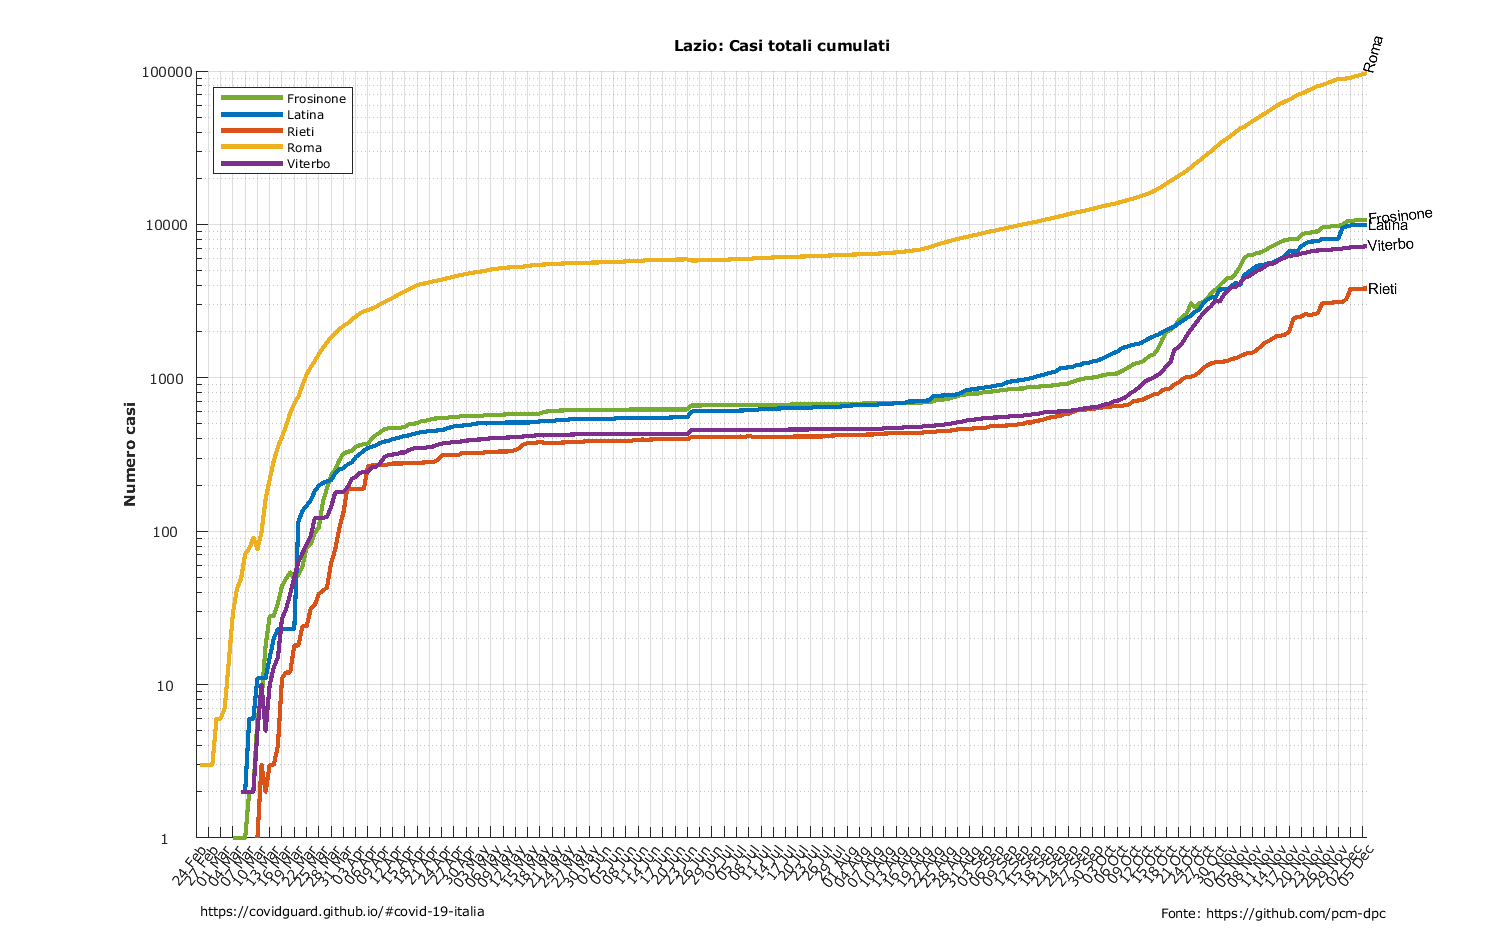 Lazio: Casi totali cumulati
Roma
100000
Frosinone
Latina
Rieti
Roma
Viterbo
10000
Frosinone
Latina
Viterbo
Rieti
1000
Numero casi
100
10
1
24 Feb
27 Feb
01 Mar
04 Mar
07 Mar
10 Mar
13 Mar
16 Mar
19 Mar
22 Mar
25 Mar
28 Mar
31 Mar
03 Apr
06 Apr
09 Apr
12 Apr
15 Apr
18 Apr
21 Apr
24 Apr
27 Apr
30 Apr
03 May
06 May
09 May
12 May
15 May
18 May
21 May
24 May
27 May
30 May
02 Jun
05 Jun
08 Jun
11 Jun
14 Jun
17 Jun
20 Jun
23 Jun
26 Jun
29 Jun
02 Jul
05 Jul
08 Jul
11 Jul
14 Jul
17 Jul
20 Jul
23 Jul
26 Jul
29 Jul
01 Aug
04 Aug
07 Aug
10 Aug
13 Aug
16 Aug
19 Aug
22 Aug
25 Aug
28 Aug
31 Aug
03 Sep
06 Sep
09 Sep
12 Sep
15 Sep
18 Sep
21 Sep
24 Sep
27 Sep
30 Sep
03 Oct
06 Oct
09 Oct
12 Oct
15 Oct
18 Oct
21 Oct
24 Oct
27 Oct
30 Oct
02 Nov
05 Nov
08 Nov
11 Nov
14 Nov
17 Nov
20 Nov
23 Nov
26 Nov
29 Nov
02 Dec
05 Dec
https://covidguard.github.io/#covid-19-italia
Fonte: https://github.com/pcm-dpc